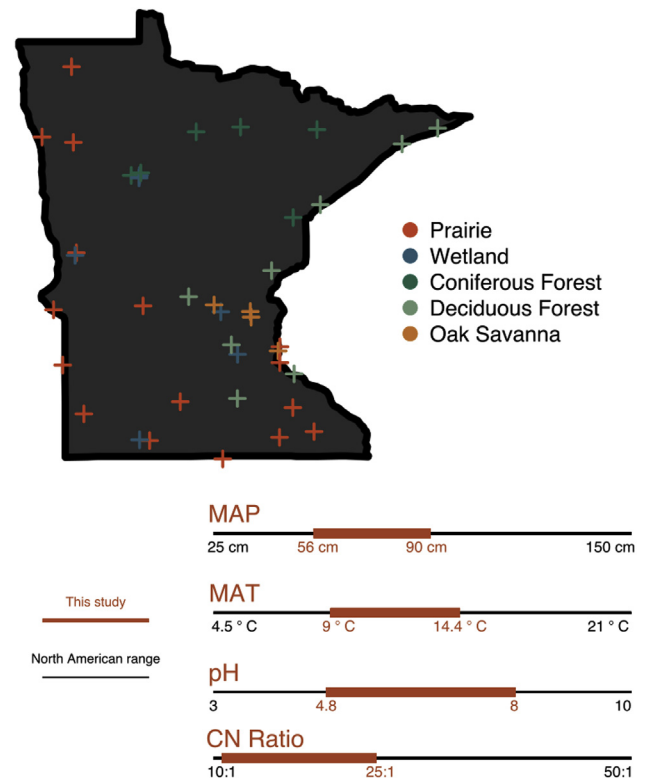 Prairie
Wetland
Coniferous Forest
Deciduous Forest
Oak Savanna
MAP
25 cm 56 cm 90 cm 150 cm
MAT
This study
4.5 ° C 9 ° C 14.4 ° C 21 ° C
North American range
pH
3 4.8 8 10
CN Ratio
10:1 25:1 50:1